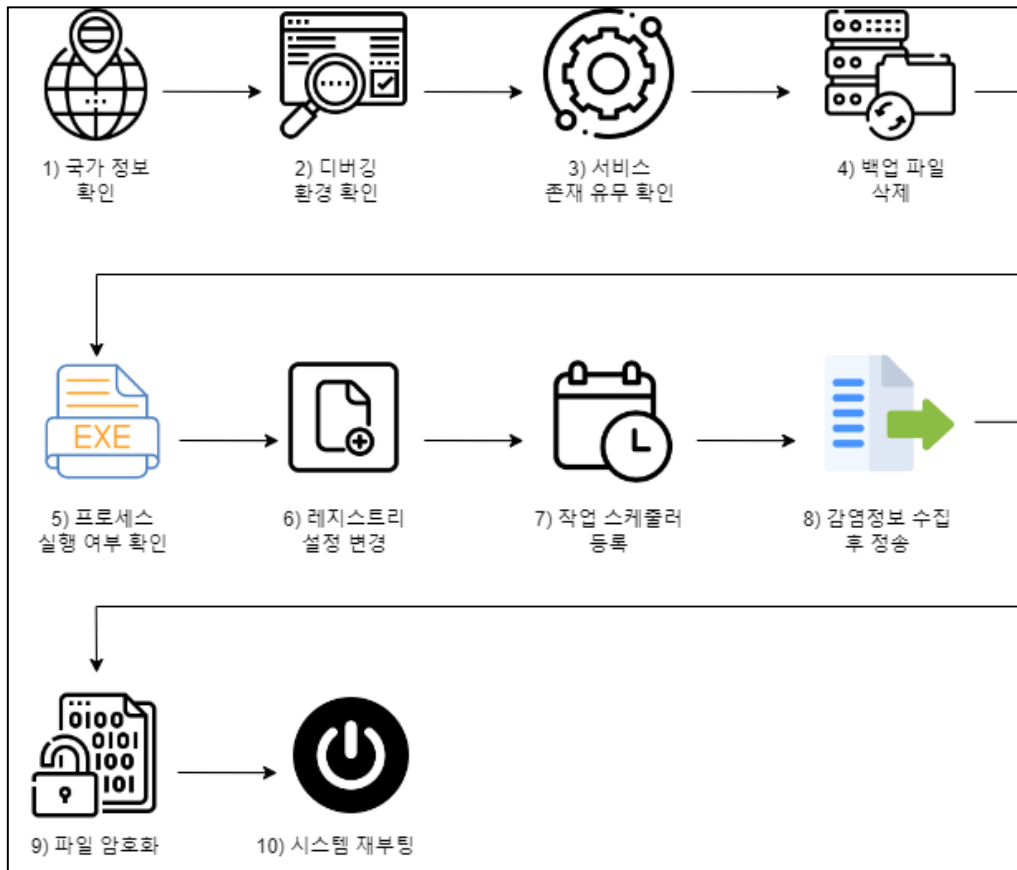 1) 국가 정보
확인
2) 디버깅
환경 확인
3) 서비스
존재 유무 확인
4) 백업 파일
삭제
EXE
5) 프로세스
실행 여부 확인
6) 레지스트리
설정 변경
7) 작업 스케줄러
등록
8) 감염정보 수집
후 정송
0100
0101
100
101
9) 파일 암호화
10) 시스템 재부팅